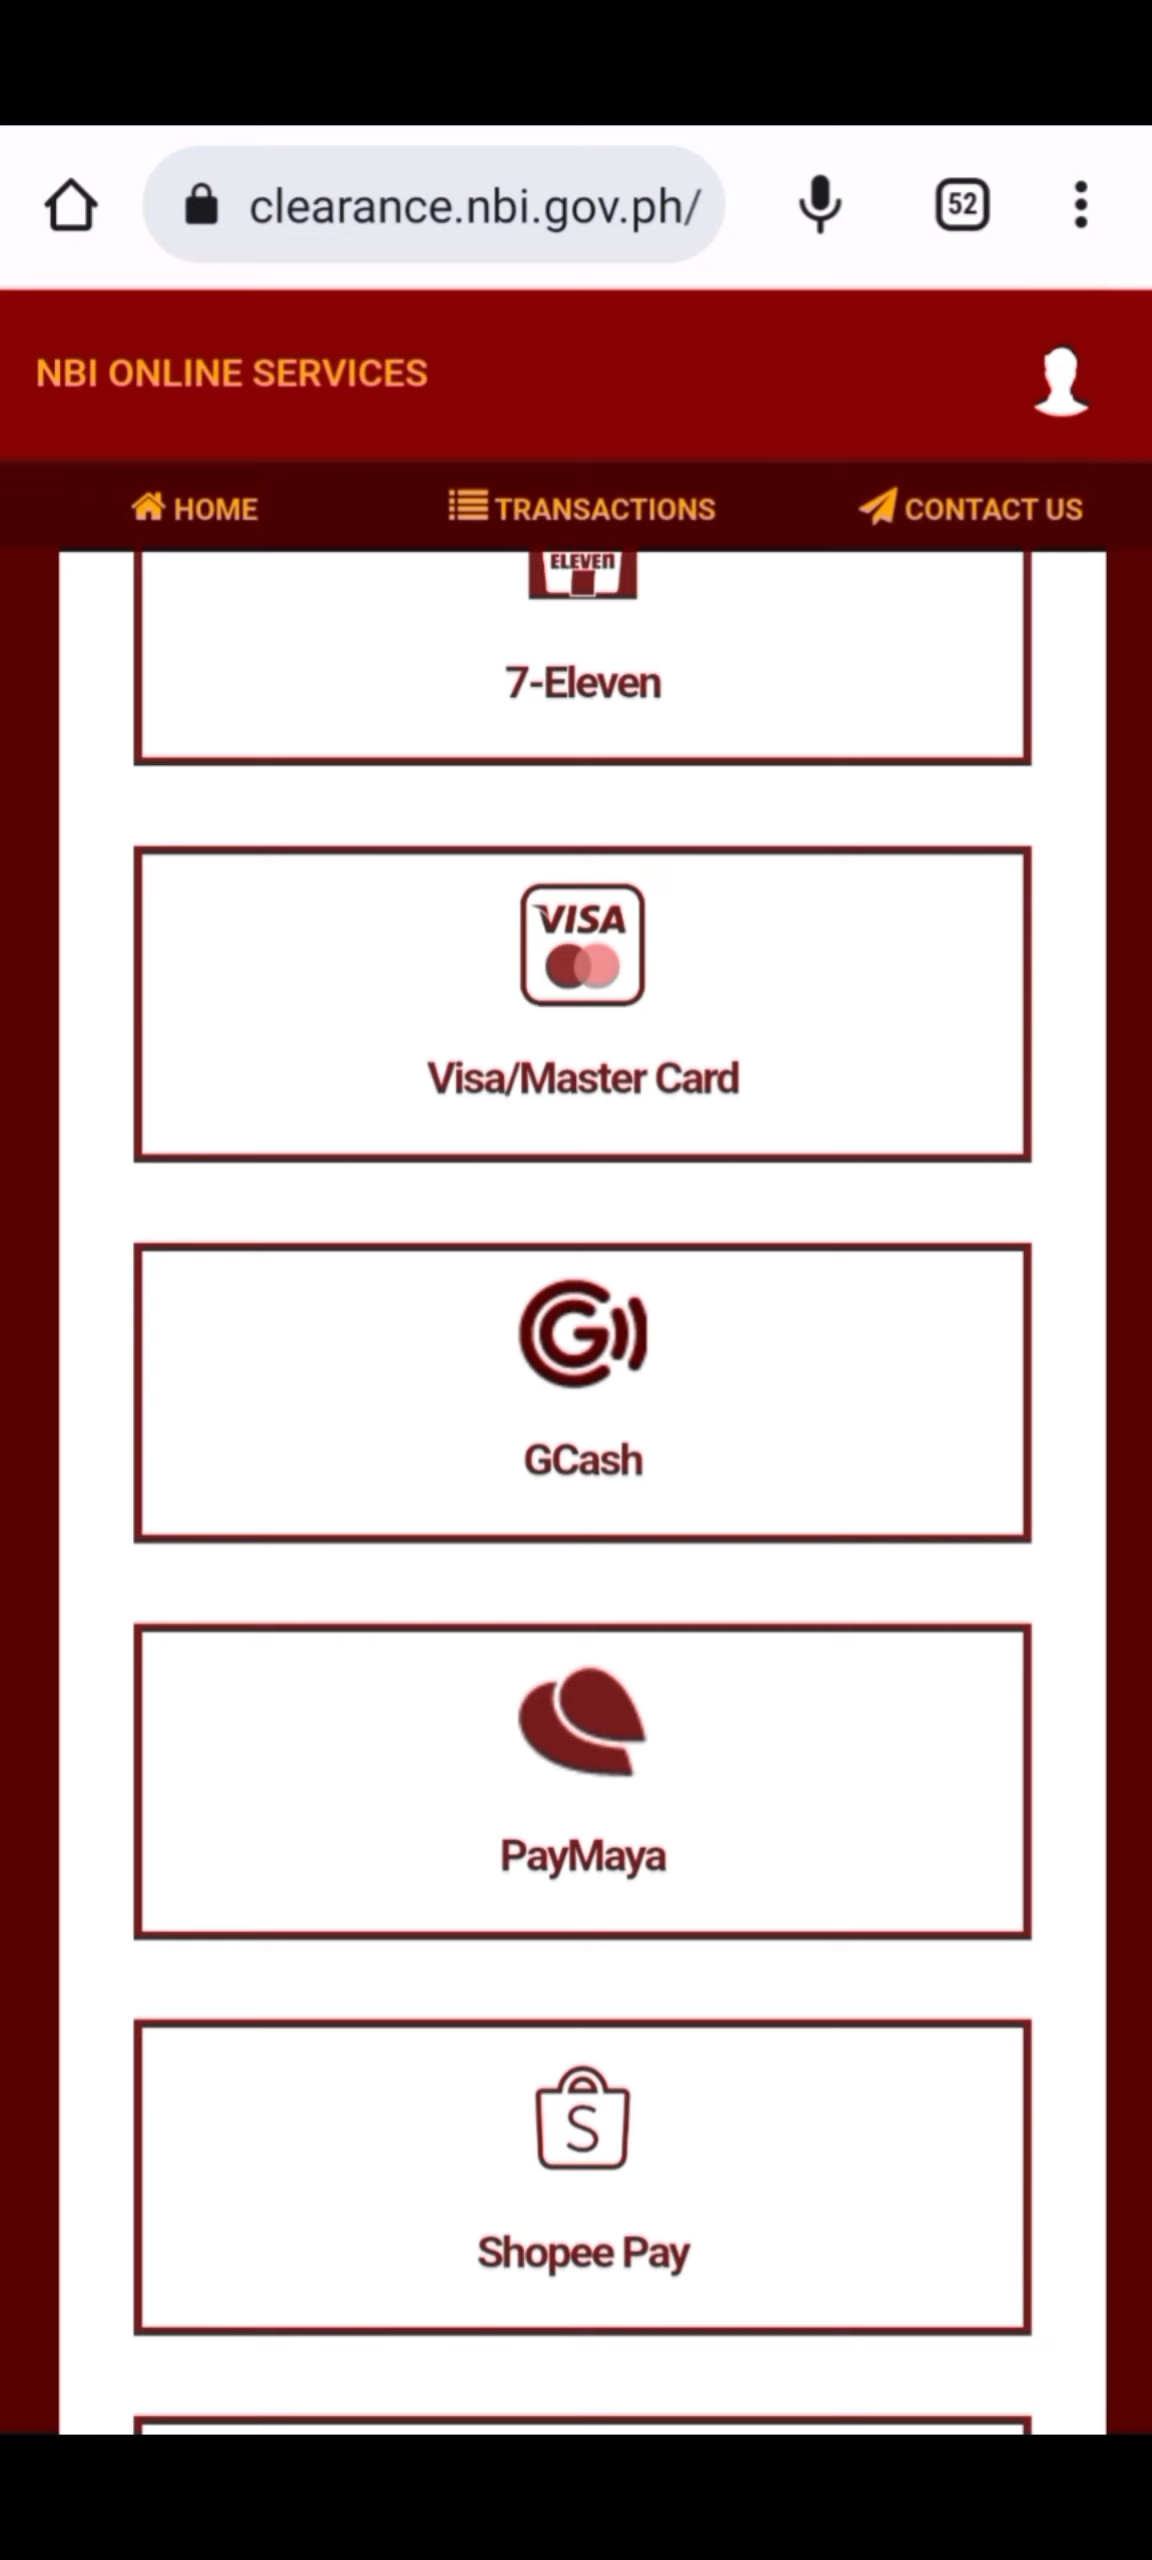 clearance.nbi.gov.ph/
52
NBI ONLINE SERVICES
HOME
TRANSACTIONS
CONTACT US
ELEVEn
7-Eleven
VISA
Visa/Master Card
G
GCash
PayMaya
S
Shopee Pay